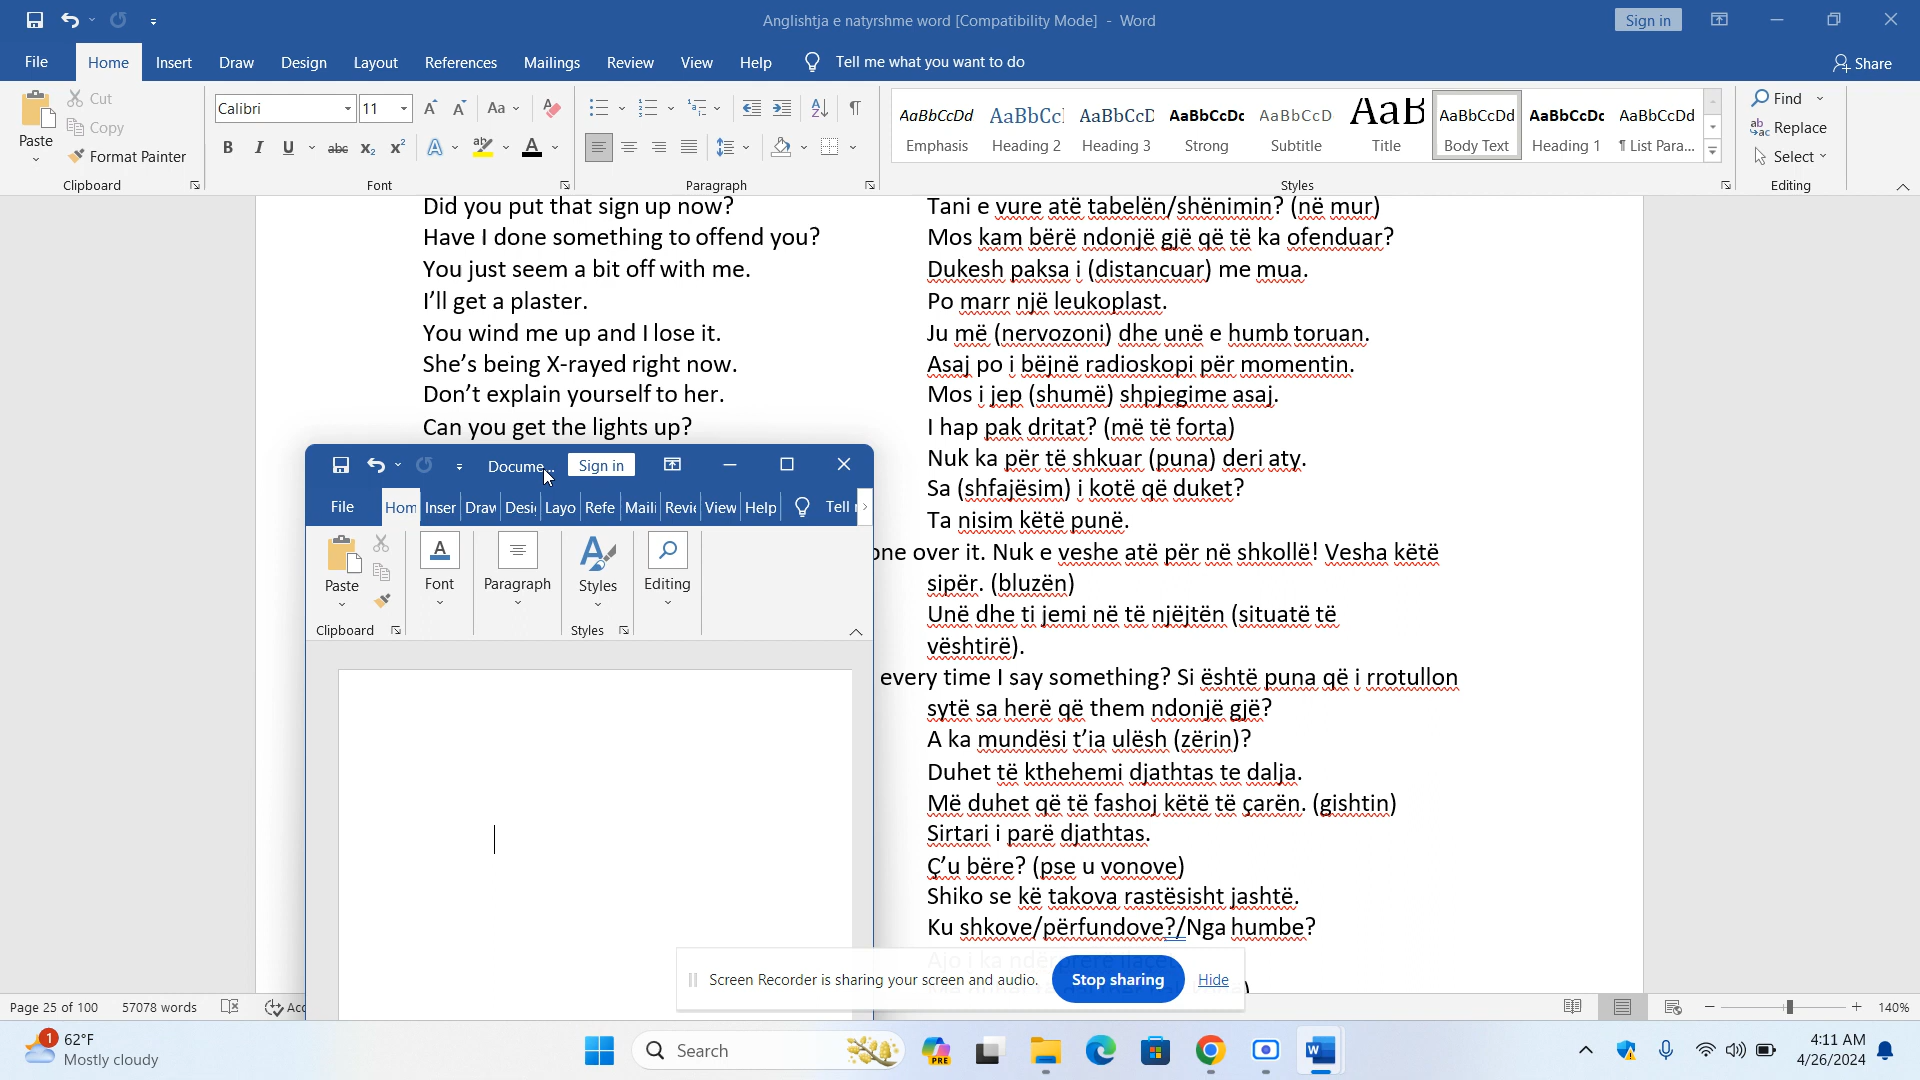 Anglishtja e natyrshme word [Compatibility Mode] - Word
Sign in
File Home Insert Draw Design Layout References Mailings Review View Help Tell me what you want to do Share
Paste Cut Copy Format Painter Clipboard
Calibri 11 Font
Paragraph
AaBbCcDd Emphasis
AaBbCc Heading 2
AaBbCcD Heading 3
AaBbCcDc Strong
AaBbCcD Subtitle
AaB Title
AaBbCcDd Body Text
AaBbCcDc Heading 1
AaBbCcDd ¶ List Para...
Styles
Find Replace Select Editing
Did you put that sign up now? Tani e vure atë tabelën/shënimin? (në mur)
Have I done something to offend you? Mos kam bërë ndonjë gjë që të ka ofenduar?
You just seem a bit off with me. Dukesh paksa i (distancuar) me mua.
I’ll get a plaster. Po marr një leukoplast.
You wind me up and I lose it. Ju më (nervozoni) dhe unë e humb toruan.
She’s being X-rayed right now. Asaj po i bëjnë radioskopi për momentin.
Don’t explain yourself to her. Mos i jep (shumë) shpjegime asaj.
Can you get the lights up? I hap pak dritat? (më të forta)
Nuk ka për të shkuar (puna) deri aty.
Sa (shfajësim) i kotë që duket?
Ta nisim këtë punë.
one over it. Nuk e veshe atë për në shkollë! Vesha këtë
sipër. (bluzën)
Unë dhe ti jemi në të njëjtën (situatë të
vështirë).
every time I say something? Si është puna që i rrotullon
sytë sa herë që them ndonjë gjë?
A ka mundësi t’ia ulësh (zërin)?
Duhet të kthehemi djathtas te dalja.
Më duhet që të fashoj këtë të çarën. (gishtin)
Sirtari i parë djathtas.
Ç’u bëre? (pse u vonove)
Shiko se kë takova rastësisht jashtë.
Ku shkove/përfundove?/Nga humbe?
Docume... Sign in
File Hom Inser Draw Desi Layo Refe Maili Revie View Help Tell
Paste Font Paragraph Styles Editing
Clipboard Styles
Screen Recorder is sharing your screen and audio. Stop sharing Hide
Page 25 of 100 57078 words Acc 140%
1 62°F
Mostly cloudy
Search
PRE
4:11 AM
4/26/2024